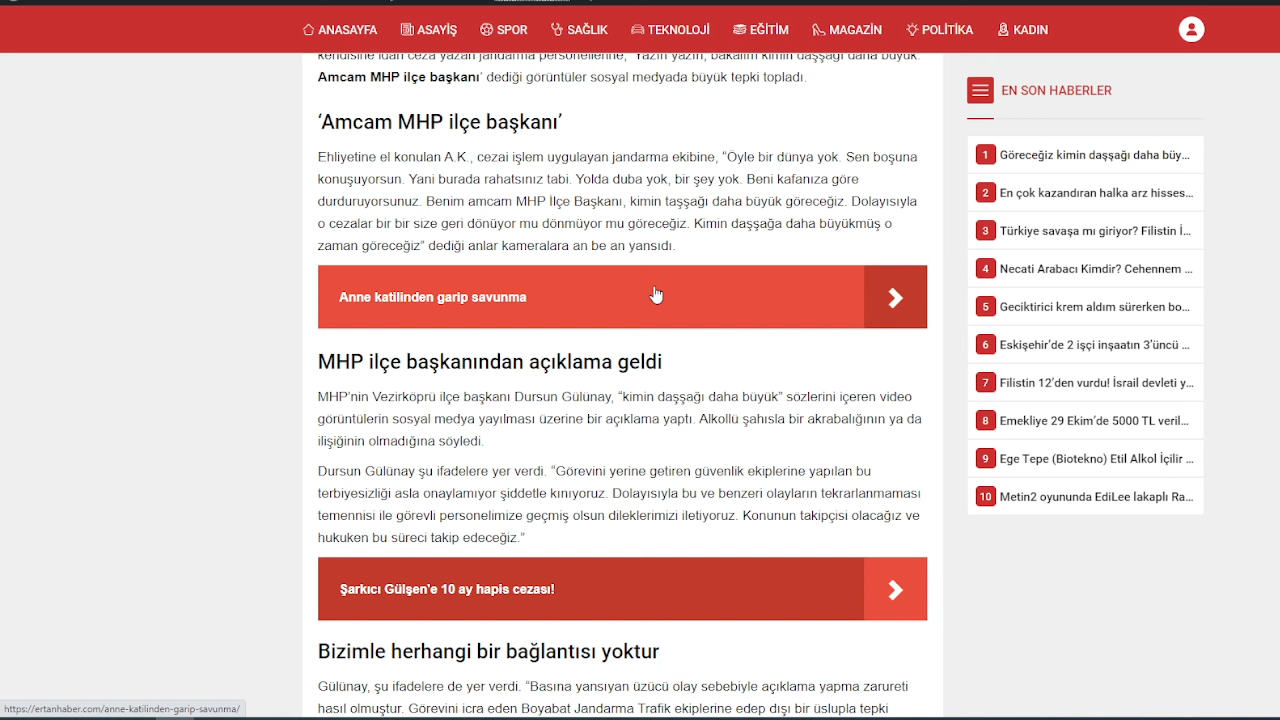 ANASAYFA
ASAYİŞ
SPOR
SAĞLIK
TEKNOLOJİ
EĞİTİM
MAGAZİN
POLİTİKA
KADIN
kendisine idari ceza yazan jandarma personellerine, “Yazın yazın, bakalım kimin daşşağı daha büyük.
Amcam MHP ilçe başkanı’ dediği görüntüler sosyal medyada büyük tepki topladı.
‘Amcam MHP ilçe başkanı’
Ehliyetine el konulan A.K., cezai işlem uygulayan jandarma ekibine, “Öyle bir dünya yok. Sen boşuna
konuşuyorsun. Yani burada rahatsınız tabi. Yolda duba yok, bir şey yok. Beni kafanıza göre
durduruyorsunuz. Benim amcam MHP İlçe Başkanı, kimin taşşağı daha büyük göreceğiz. Dolayısıyla
o cezalar bir bir size geri dönüyor mu dönmüyor mu göreceğiz. Kimin daşşağa daha büyükmüş o
zaman göreceğiz” dediği anlar kameralara an be an yansıdı.
Anne katilinden garip savunma
MHP ilçe başkanından açıklama geldi
MHP’nin Vezirköprü ilçe başkanı Dursun Gülünay, “kimin daşşağı daha büyük” sözlerini içeren video
görüntülerin sosyal medya yayılması üzerine bir açıklama yaptı. Alkollü şahısla bir akrabalığının ya da
ilişiğinin olmadığına söyledi.
Dursun Gülünay şu ifadelere yer verdi. “Görevini yerine getiren güvenlik ekiplerine yapılan bu
terbiyesizliği asla onaylamıyor şiddetle kınıyoruz. Dolayısıyla bu ve benzeri olayların tekrarlanmaması
temennisi ile görevli personelimize geçmiş olsun dileklerimizi iletiyoruz. Konunun takipçisi olacağız ve
hukuken bu süreci takip edeceğiz.”
Şarkıcı Gülşen'e 10 ay hapis cezası!
Bizimle herhangi bir bağlantısı yoktur
Gülünay, şu ifadelere de yer verdi. “Basına yansıyan üzücü olay sebebiyle açıklama yapma zarureti
hasıl olmuştur. Görevini icra eden Boyabat Jandarma Trafik ekiplerine edep dışı bir üslupla tepki
EN SON HABERLER
1 Göreceğiz kimin daşşağı daha büy...
2 En çok kazandıran halka arz hisses...
3 Türkiye savaşa mı giriyor? Filistin İ...
4 Necati Arabacı Kimdir? Cehennem ...
5 Geciktirici krem aldım sürerken bo...
6 Eskişehir’de 2 işçi inşaatın 3’üncü ...
7 Filistin 12’den vurdu! İsrail devleti y...
8 Emekliye 29 Ekim’de 5000 TL veril...
9 Ege Tepe (Biotekno) Etil Alkol İçilir ...
10 Metin2 oyununda EdiLee lakaplı Ra...
https://ertanhaber.com/anne-katilinden-garip-savunma/